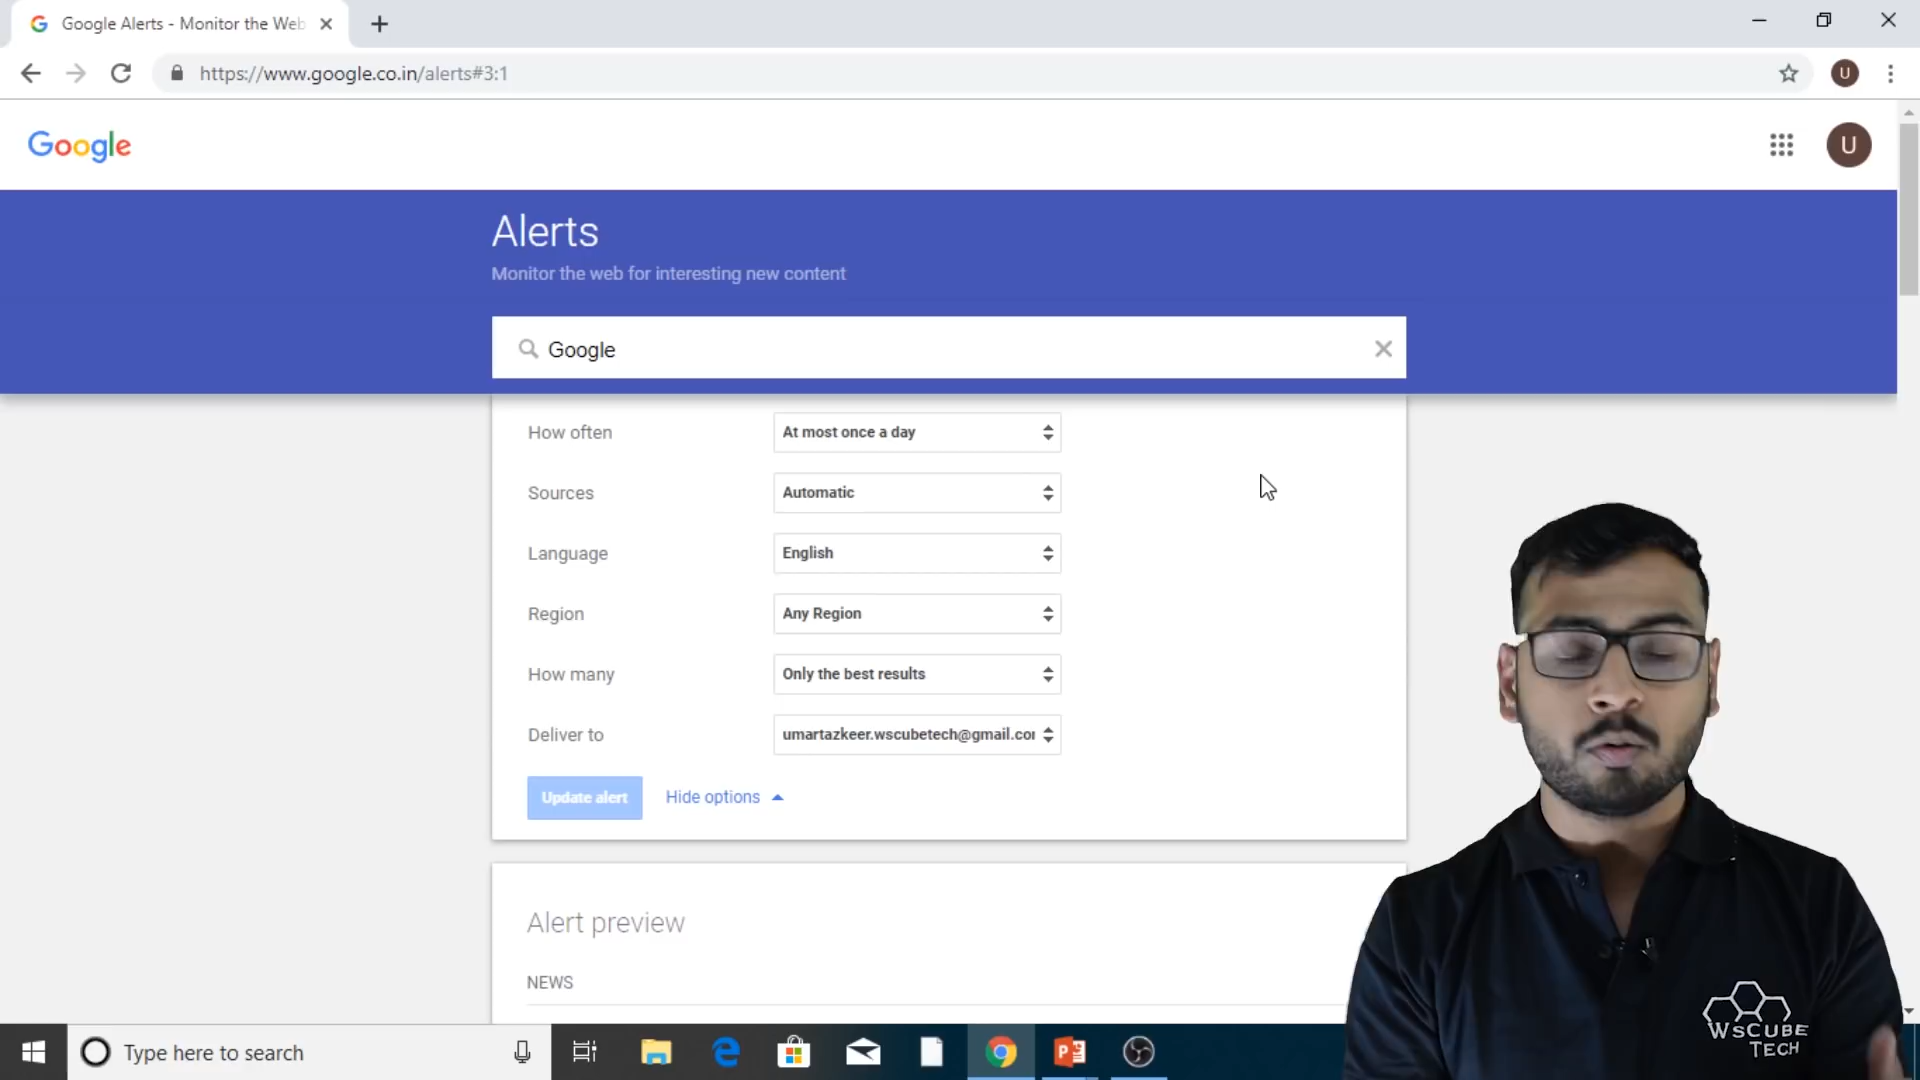 Google Alerts - Monitor the Web
https://www.google.co.in/alerts#3:1
U
Google
U
Alerts
Monitor the web for interesting new content
Google
How often
At most once a day
Sources
Automatic
Language
English
Region
Any Region
How many
Only the best results
Deliver to
umartazkeer.wscubetech@gmail.co
Update alert
Hide options
Alert preview
NEWS
Type here to search
WsCUBE
TECH